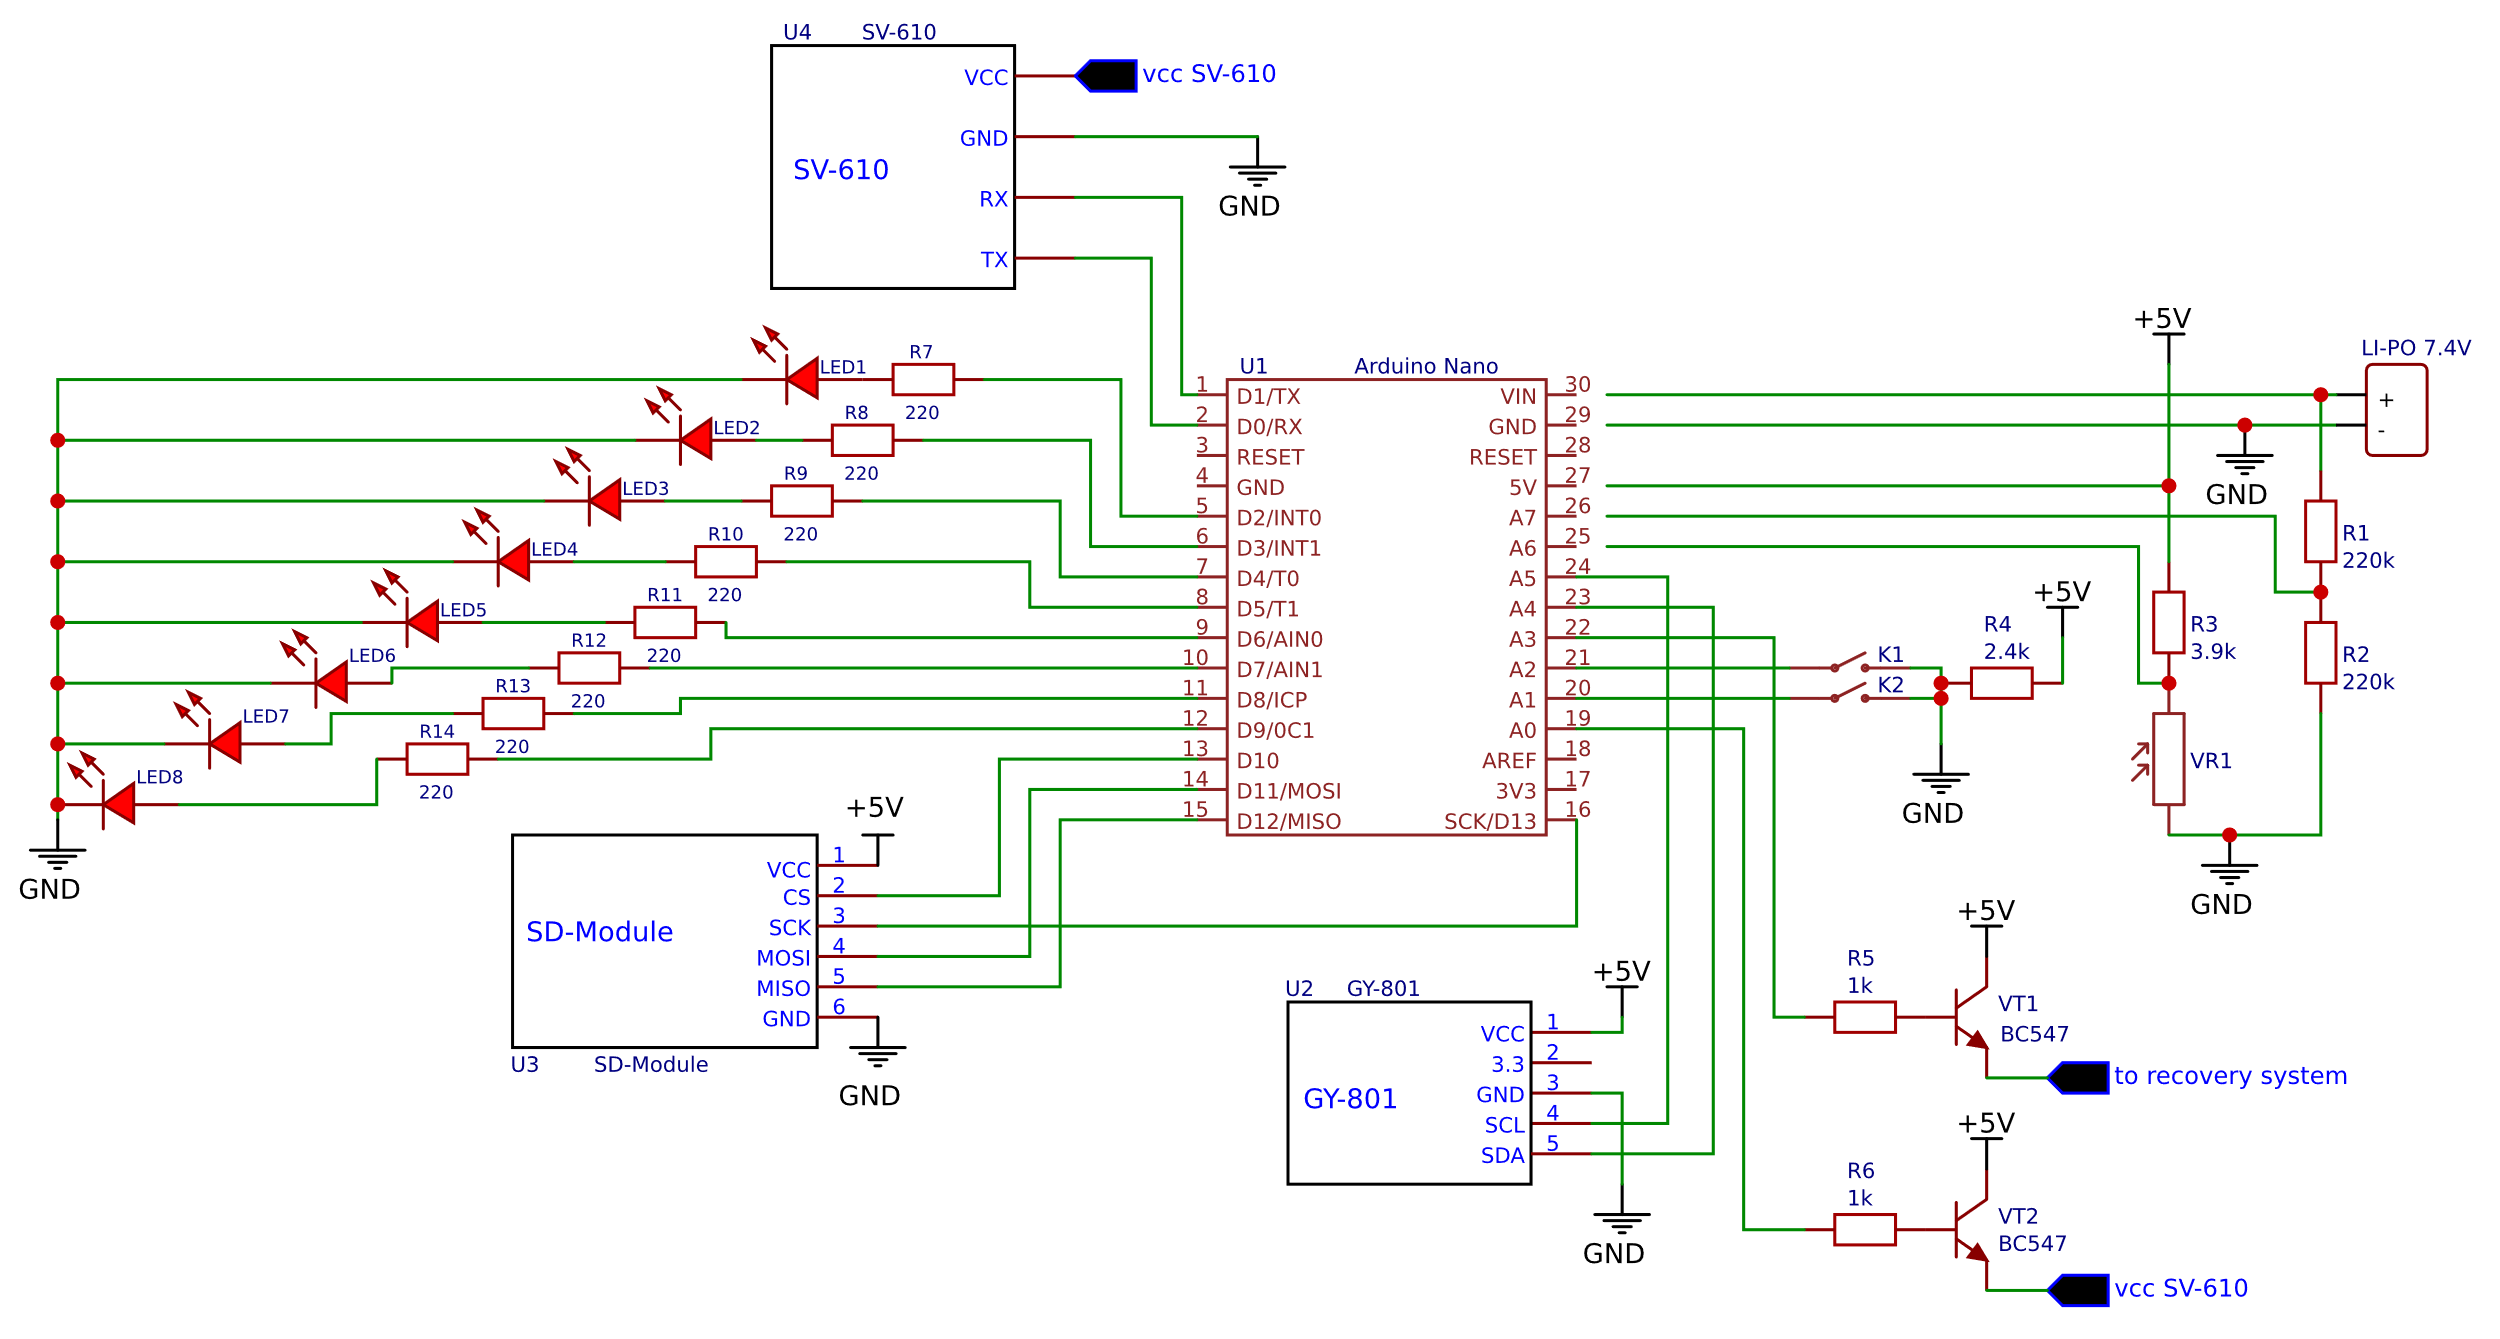 U4 SV-610
VCC
vcc SV-610
GND
SV-610
RX
GND
TX
+5V
LI-PO 7.4V
+
-
GND
LED1
R7
220
LED2
R8
220
LED3
R9
220
LED4
R10
220
LED5
R11
220
LED6
R12
220
LED7
R13
220
LED8
R14
220
GND
U1 Arduino Nano
1 D1/TX VIN 30
2 D0/RX GND 29
3 RESET RESET 28
4 GND 5V 27
5 D2/INT0 A7 26
6 D3/INT1 A6 25
7 D4/T0 A5 24
8 D5/T1 A4 23
9 D6/AIN0 A3 22
10 D7/AIN1 A2 21
11 D8/ICP A1 20
12 D9/0C1 A0 19
13 D10 AREF 18
14 D11/MOSI 3V3 17
15 D12/MISO SCK/D13 16
K1
K2
+5V
R4
2.4k
GND
R1
220k
R3
3.9k
R2
220k
VR1
GND
+5V
VCC 1
CS 2
SCK 3
SD-Module
MOSI 4
MISO 5
GND 6
U3 SD-Module
GND
+5V
U2 GY-801
VCC 1
3.3 2
GND 3
GY-801
SCL 4
SDA 5
GND
+5V
R5
1k
VT1
BC547
to recovery system
+5V
R6
1k
VT2
BC547
vcc SV-610